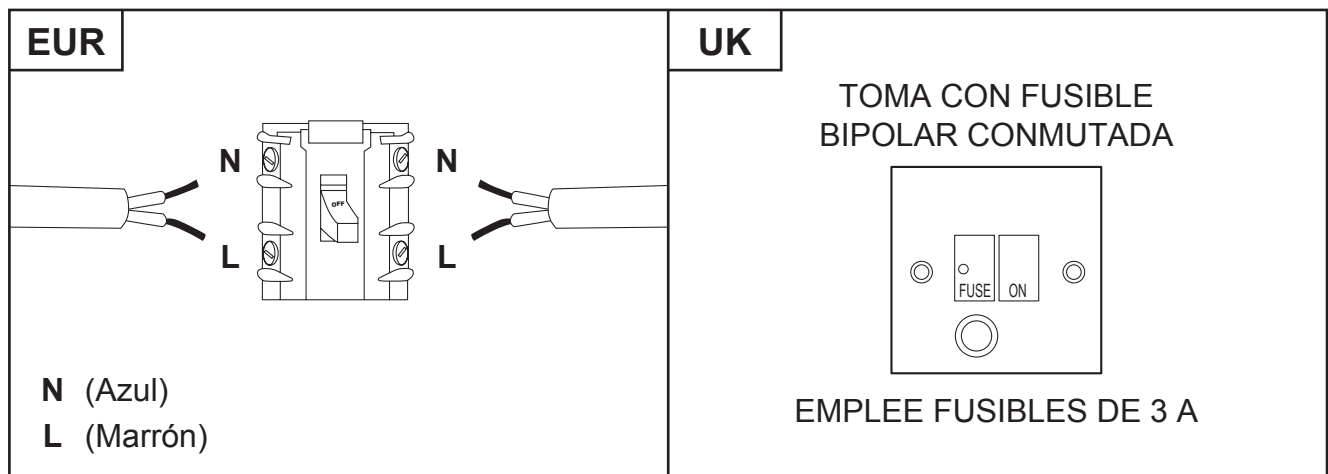 EUR
N
N
OFF
L
L
N (Azul)
L (Marrón)
UK
TOMA CON FUSIBLE
BIPOLAR CONMUTADA
FUSE ON
EMPLEE FUSIBLES DE 3 A